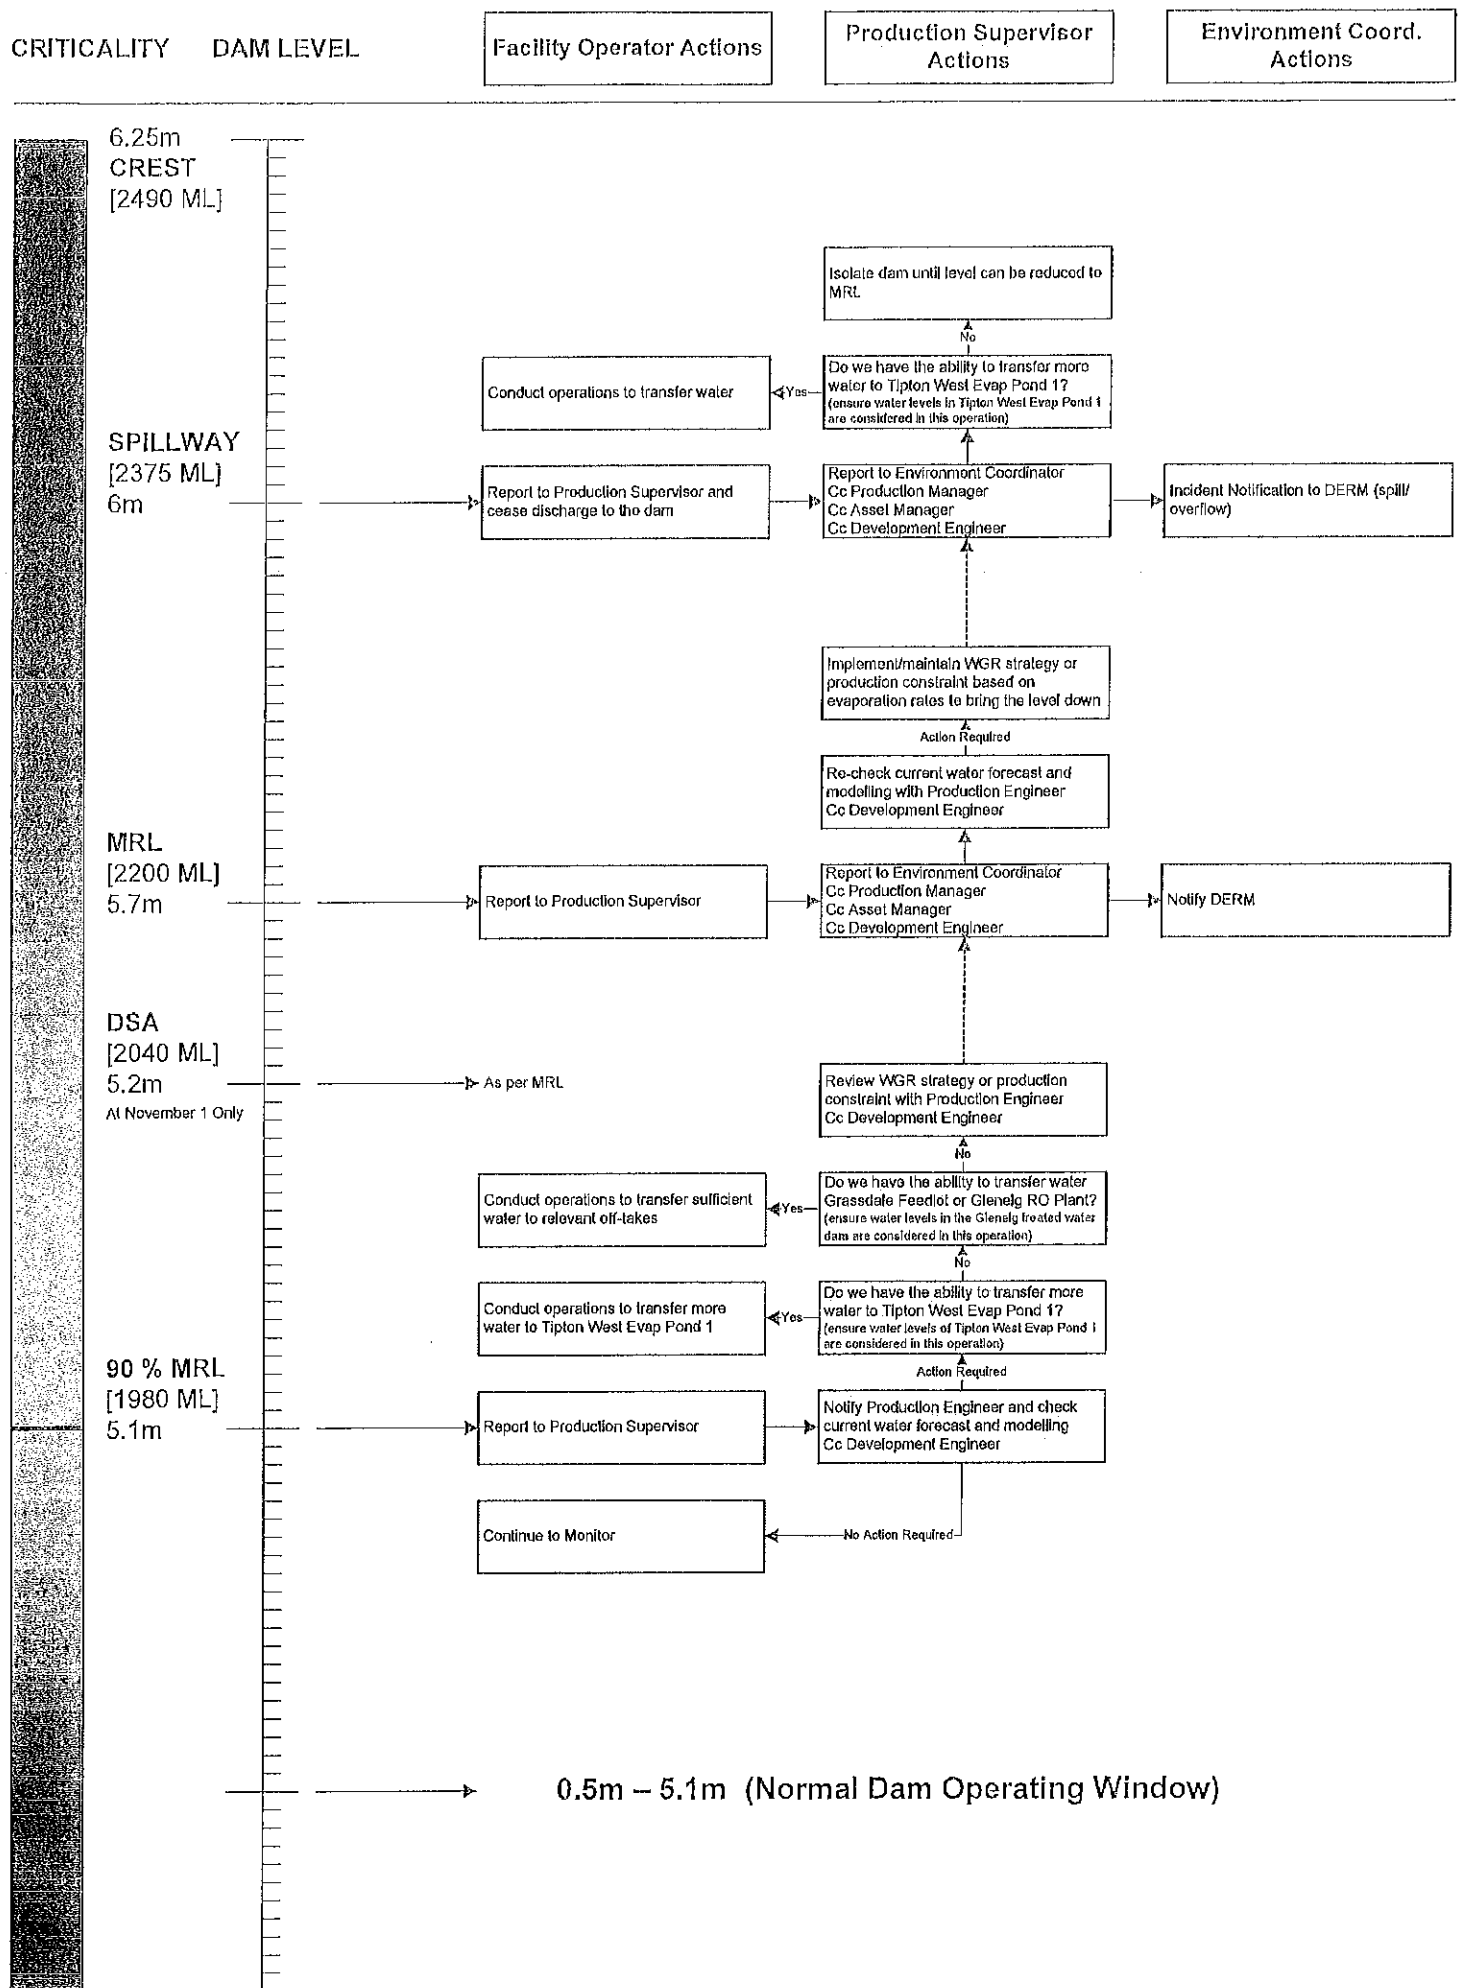 CRITICALITY DAM LEVEL
Facility Operator Actions
Production Supervisor
Actions
Environment Coord.
Actions
6.25m
CREST
[2490 ML]
Isolate dam until level can be reduced to
MRL
No
Conduct operations to transfer water
Yes
Do we have the ability to transfer more
water to Tipton West Evap Pond 1?
(ensure water levels in Tipton West Evap Pond 1
are considered in this operation)
SPILLWAY
[2375 ML]
6m
Report to Production Supervisor and
cease discharge to the dam
Report to Environment Coordinator
Cc Production Manager
Cc Asset Manager
Cc Development Engineer
Incident Notification to DERM (spill/
overflow)
Implement/maintain WGR strategy or
production constraint based on
evaporation rates to bring the level down
Action Required
Re-check current water forecast and
modelling with Production Engineer
Cc Development Engineer
MRL
[2200 ML]
5.7m
Report to Production Supervisor
Report to Environment Coordinator
Cc Production Manager
Cc Asset Manager
Cc Development Engineer
Notify DERM
DSA
[2040 ML]
5.2m
At November 1 Only
As per MRL
Review WGR strategy or production
constraint with Production Engineer
Cc Development Engineer
No
Conduct operations to transfer sufficient
water to relevant off-takes
Yes
Do we have the ability to transfer water
Grassdale Feedlot or Glenelg RO Plant?
(ensure water levels in the Glenelg treated water
dam are considered in this operation)
No
Conduct operations to transfer more
water to Tipton West Evap Pond 1
Yes
Do we have the ability to transfer more
water to Tipton West Evap Pond 1?
(ensure water levels of Tipton West Evap Pond 1
are considered in this operation)
Action Required
90 % MRL
[1980 ML]
5.1m
Report to Production Supervisor
Notify Production Engineer and check
current water forecast and modelling
Cc Development Engineer
Continue to Monitor
No Action Required
0.5m – 5.1m (Normal Dam Operating Window)